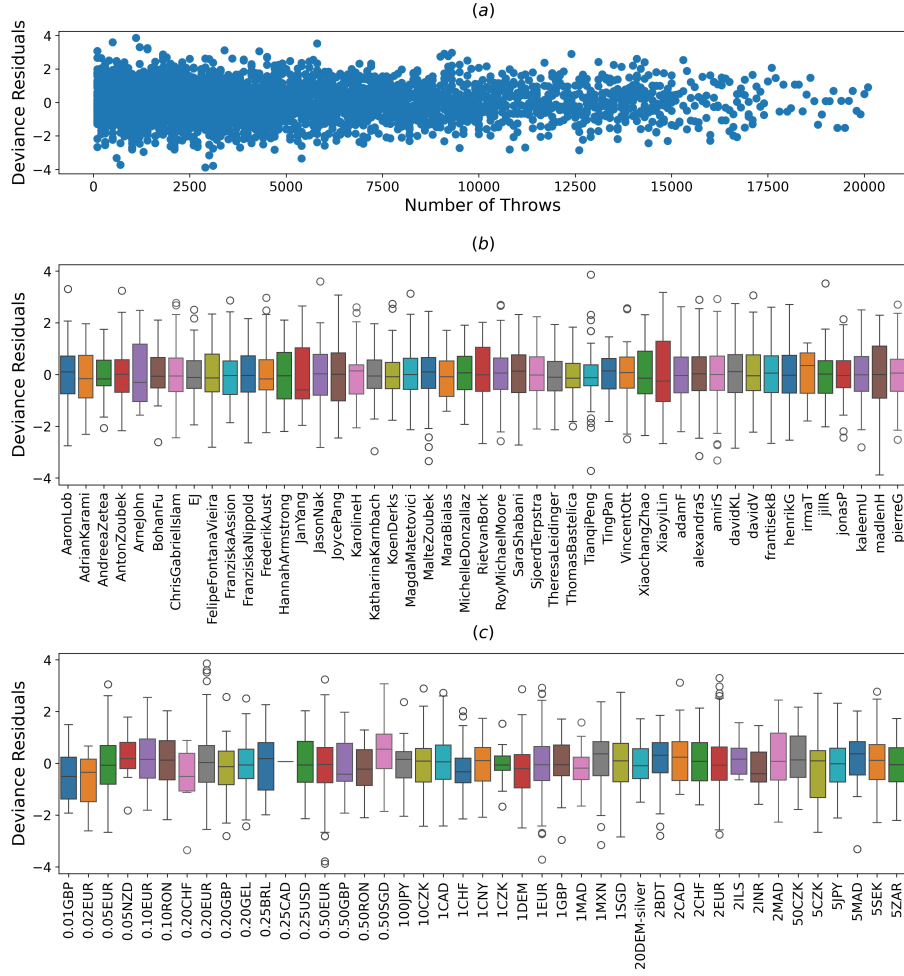 (a)
Deviance Residuals
4
2
0
−2
−4
0 2500 5000 7500 10000 12500 15000 17500 20000
Number of Throws
(b)
Deviance Residuals
4
2
0
−2
−4
AaronLob
AdrianKarami
AndreeaZetea
AntonZoubek
ArneJohn
BohanFu
ChrisGabrielIslam
EJ
FelipeFontanaVieira
FranziskaAssion
FranziskaNippold
FrederikAust
HannahArmstrong
JanYang
JasonNak
JoycePang
KarolineH
KatharinaKarnbach
KoenDerks
MagdaMatetovici
MalteZoubek
MaraBialas
MichelleDonzallaz
RietvanBork
RoyMichaelMoore
SaraShabani
SjoerdTerpstra
TheresaLeidinger
ThomasBastelica
TianqiPeng
TingPan
VincentOtt
XiaochangZhao
XiaoyiLin
adamF
alexandraS
amirS
davidKL
davidV
frantisekB
henrikG
irmaT
jillR
jonasP
kaleemU
madlenH
pierreG
(c)
Deviance Residuals
4
2
0
−2
−4
0.01GBP
0.02EUR
0.05EUR
0.05NZD
0.10EUR
0.10RON
0.20CHF
0.20EUR
0.20GBP
0.20GEL
0.25BRL
0.25CAD
0.25USD
0.50EUR
0.50GBP
0.50RON
0.50SGD
100JPY
10CZK
1CAD
1CHF
1CNY
1CZK
1DEM
1EUR
1GBP
1MAD
1MXN
1SGD
20DEM-silver
2BDT
2CAD
2CHF
2EUR
2ILS
2INR
2MAD
50CZK
5CZK
5JPY
5MAD
5SEK
5ZAR